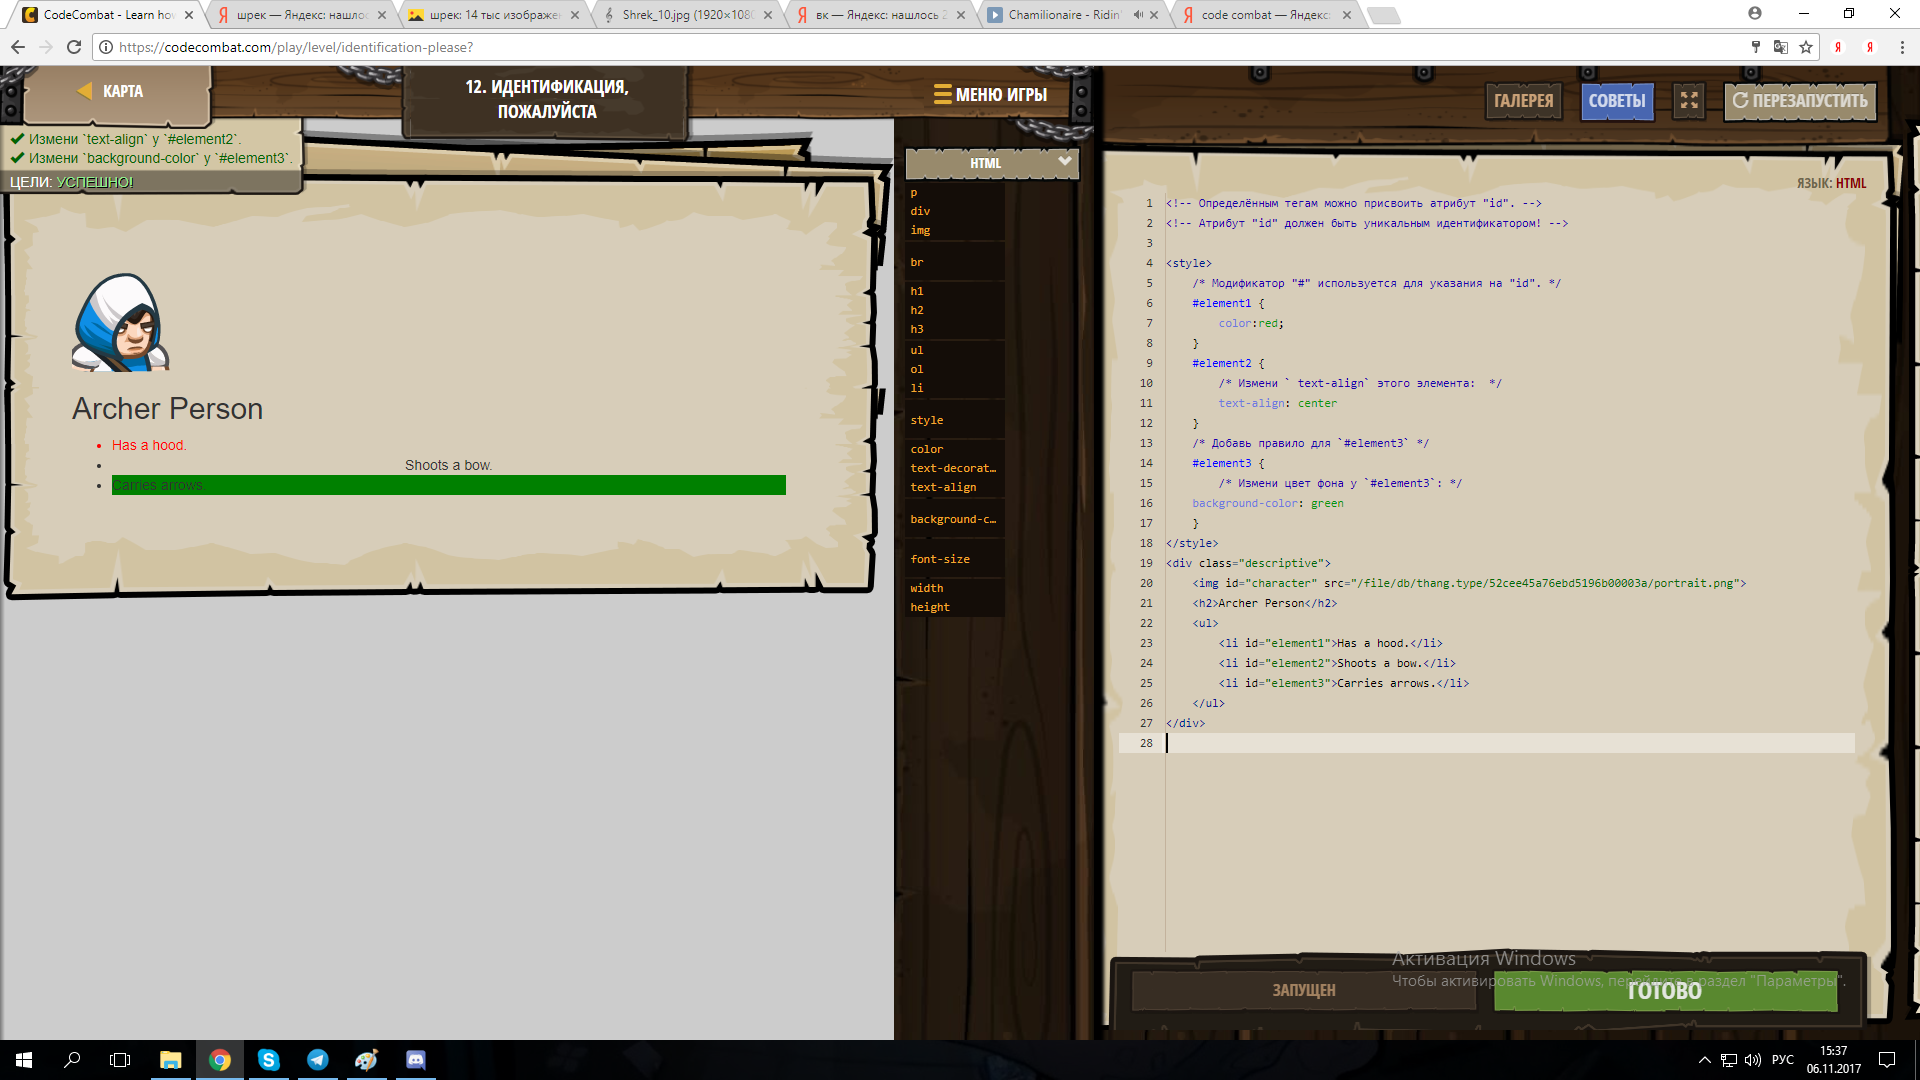 CodeCombat - Learn how
шрек — Яндекс: нашлос
шрек: 14 тыс изображен
Shrek_10.jpg (1920×1080
вк — Яндекс: нашлось 2
Chamilionaire - Ridin'
code combat — Яндекс:
https://codecombat.com/play/level/identification-please?
КАРТА
12. ИДЕНТИФИКАЦИЯ,
ПОЖАЛУЙСТА
МЕНЮ ИГРЫ
ГАЛЕРЕЯ
СОВЕТЫ
ПЕРЕЗАПУСТИТЬ
Измени `text-align` у `#element2`.
Измени `background-color` у `#element3`.
ЦЕЛИ: УСПЕШНО!
Archer Person
Has a hood.
Shoots a bow.
Carries arrows.
HTML
p
div
img
br
h1
h2
h3
ul
ol
li
style
color
text-decorat…
text-align
background-c…
font-size
width
height
ЯЗЫК: HTML
1 <!-- Определённым тегам можно присвоить атрибут "id". -->
2 <!-- Атрибут "id" должен быть уникальным идентификатором! -->
3
4 <style>
5 /* Модификатор "#" используется для указания на "id". */
6 #element1 {
7 color:red;
8 }
9 #element2 {
10 /* Измени ` text-align` этого элемента:  */
11 text-align: center
12 }
13 /* Добавь правило для `#element3` */
14 #element3 {
15 /* Измени цвет фона у `#element3`: */
16 background-color: green
17 }
18 </style>
19 <div class="descriptive">
20 <img id="character" src="/file/db/thang.type/52cee45a76ebd5196b00003a/portrait.png">
21 <h2>Archer Person</h2>
22 <ul>
23 <li id="element1">Has a hood.</li>
24 <li id="element2">Shoots a bow.</li>
25 <li id="element3">Carries arrows.</li>
26 </ul>
27 </div>
28
Активация Windows
Чтобы активировать Windows, перейдите в раздел "Параметры".
ЗАПУЩЕН
ГОТОВО
РУС
15:37
06.11.2017